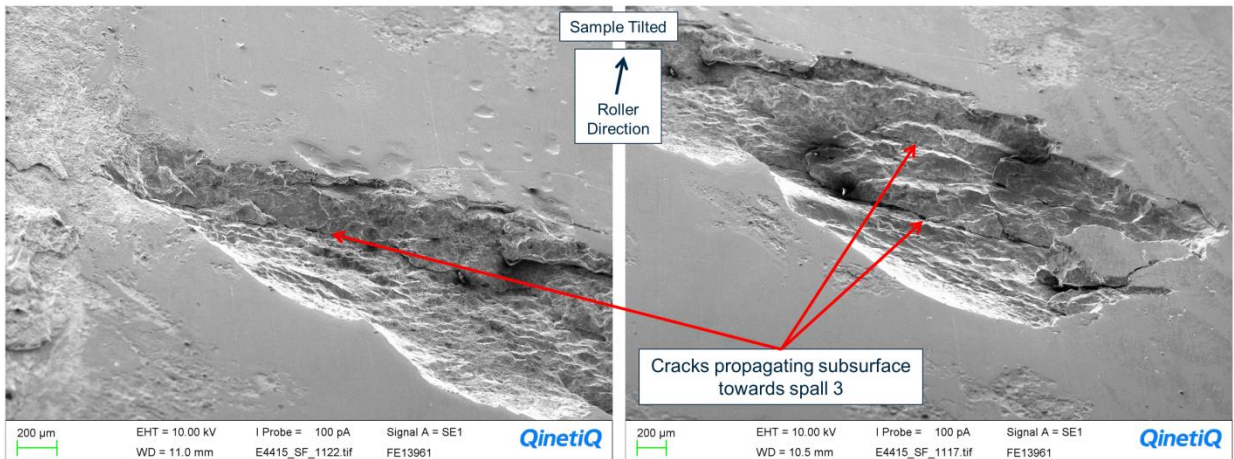 Sample Tilted
Roller
Direction
Cracks propagating subsurface
towards spall 3
200 µm
EHT = 10.00 kV
I Probe = 100 pA
Signal A = SE1
QinetiQ
WD = 11.0 mm
E4415_SF_1122.tif
FE13961
200 µm
EHT = 10.00 kV
I Probe = 100 pA
Signal A = SE1
QinetiQ
WD = 10.5 mm
E4415_SF_1117.tif
FE13961